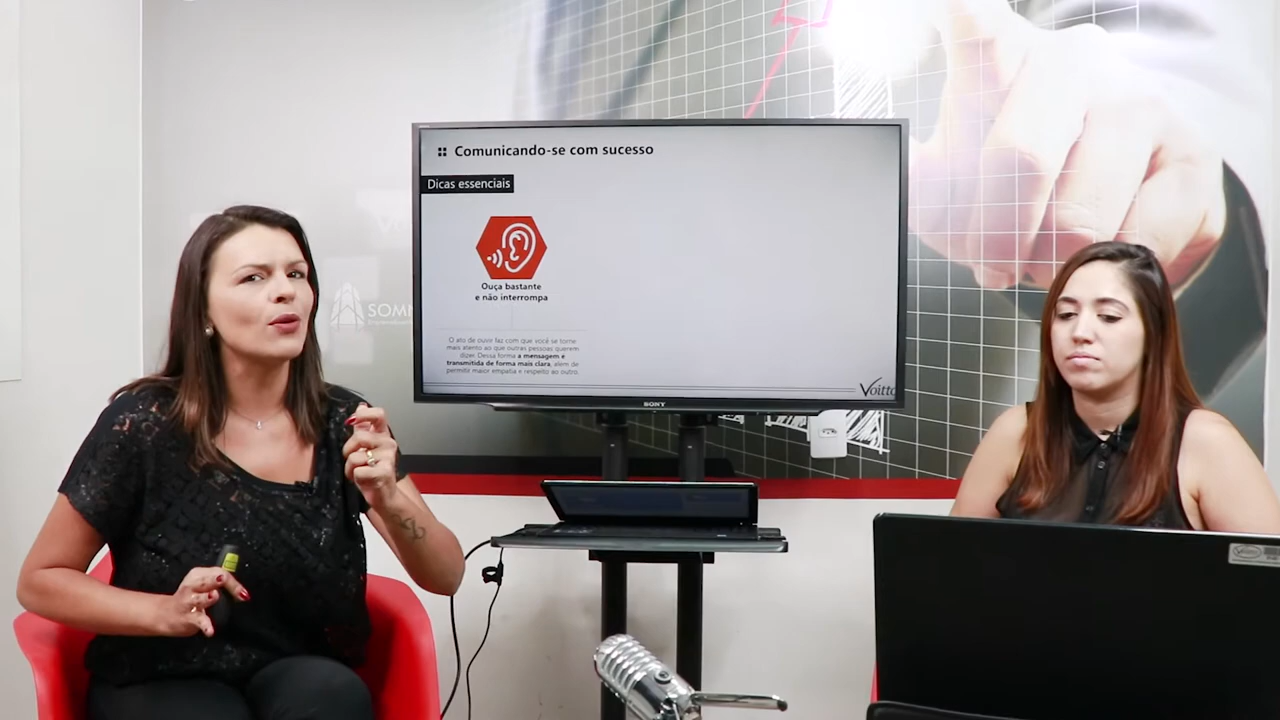 Comunicando-se com sucesso
Dicas essenciais
Ouça bastante
e não interrompa
O ato de ouvir faz com que você se torne
mais atento ao que outras pessoas querem
dizer. Dessa forma a mensagem é
transmitida de forma mais clara, além de
permitir maior empatia e respeito ao outro.
Voitto
SONY
SOMN